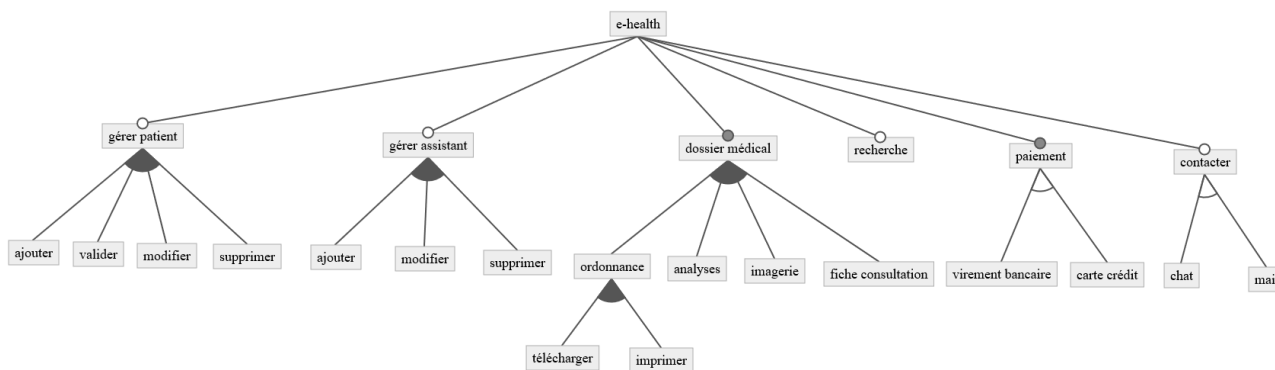 e-health
gérer patient
gérer assistant
dossier médical
recherche
paiement
contacter
ajouter
valider
modifier
supprimer
ajouter
modifier
supprimer
ordonnance
analyses
imagerie
fiche consultation
virement bancaire
carte crédit
chat
mai
télécharger
imprimer